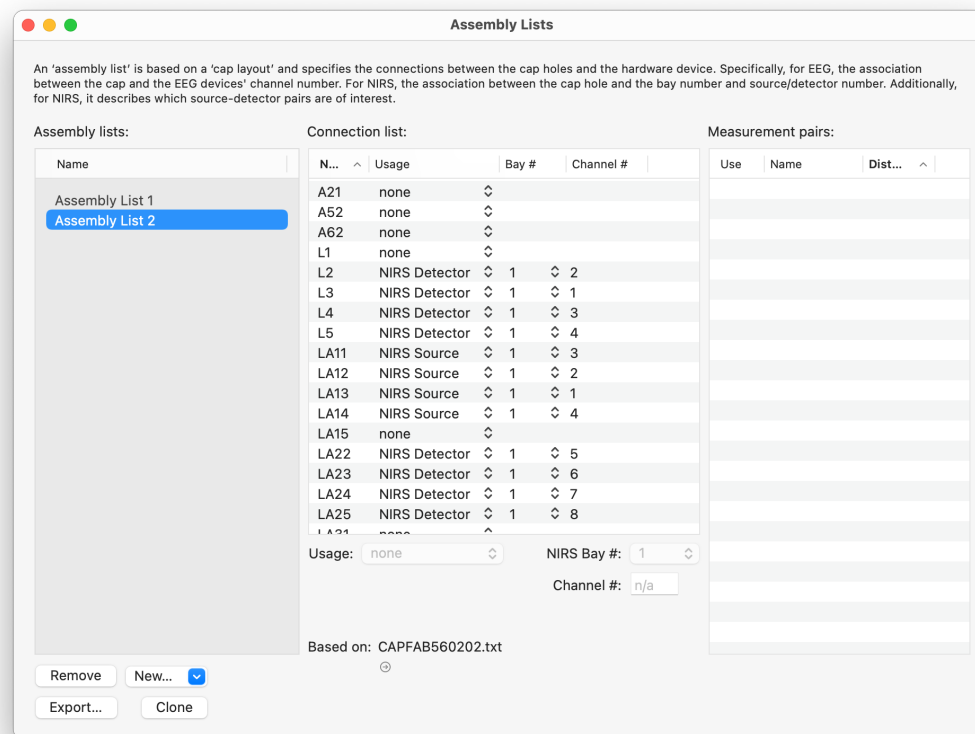 Assembly Lists
An ‘assembly list’ is based on a ‘cap layout’ and specifies the connections between the cap holes and the hardware device. Specifically, for EEG, the association
between the cap and the EEG devices' channel number. For NIRS, the association between the cap hole and the bay number and source/detector number. Additionally,
for NIRS, it describes which source-detector pairs are of interest.
Assembly lists:
Name
Assembly List 1
Assembly List 2
Remove New...
Export... Clone
Connection list:
N... Usage Bay # Channel #
A21 none
A52 none
A62 none
L1 none
L2 NIRS Detector 1 2
L3 NIRS Detector 1 1
L4 NIRS Detector 1 3
L5 NIRS Detector 1 4
LA11 NIRS Source 1 3
LA12 NIRS Source 1 2
LA13 NIRS Source 1 1
LA14 NIRS Source 1 4
LA15 none
LA22 NIRS Detector 1 5
LA23 NIRS Detector 1 6
LA24 NIRS Detector 1 7
LA25 NIRS Detector 1 8
LA31 none
Usage: none NIRS Bay #: 1
Channel #: n/a
Based on: CAPFAB560202.txt
Measurement pairs:
Use Name Dist...